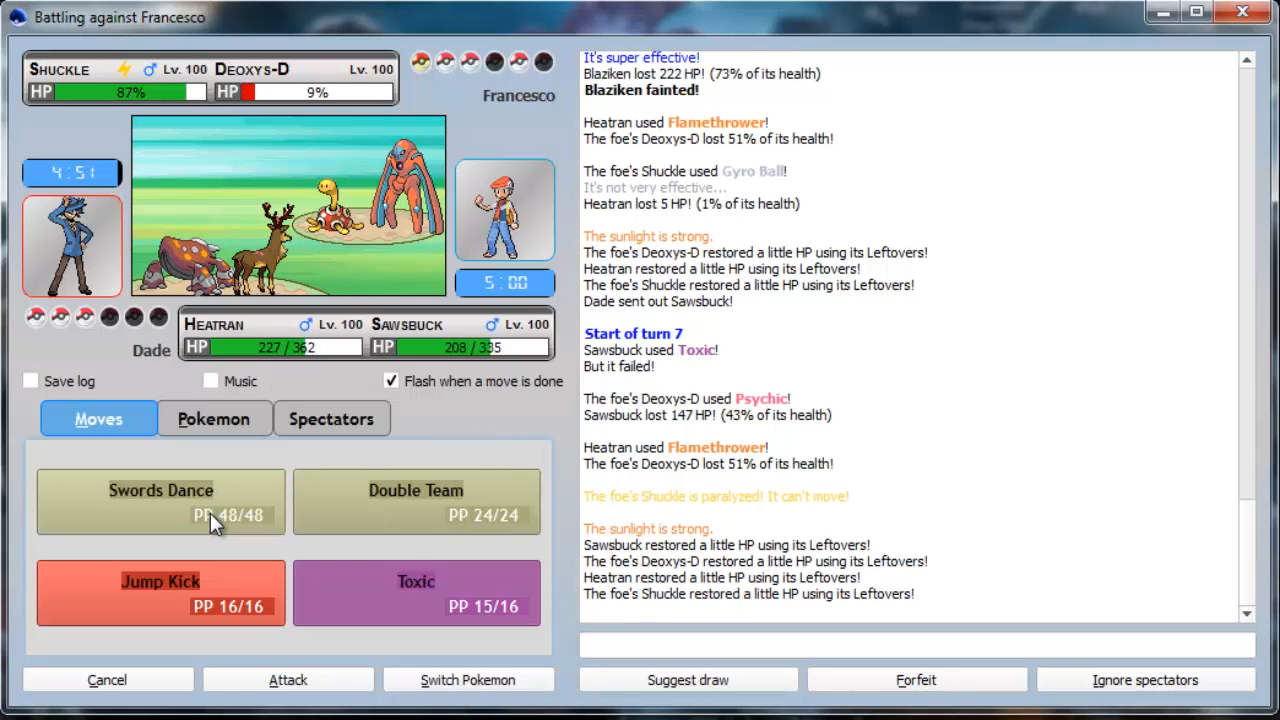 Battling against Francesco
SHUCKLE ♂ Lv. 100 DEOXYS-D Lv. 100
HP 87% HP 9%
Francesco
4:51
5:00
HEATRAN ♂ Lv. 100 SAWSBUCK ♂ Lv. 100
HP 227 / 362 HP 208 / 335
Dade
Save log
Music
Flash when a move is done
Moves
Pokemon
Spectators
Swords Dance
PP 48/48
Double Team
PP 24/24
Jump Kick
PP 16/16
Toxic
PP 15/16
Cancel
Attack
Switch Pokemon
It's super effective!
Blaziken lost 222 HP! (73% of its health)
Blaziken fainted!
Heatran used Flamethrower!
The foe's Deoxys-D lost 51% of its health!
The foe's Shuckle used Gyro Ball!
It's not very effective...
Heatran lost 5 HP! (1% of its health)
The sunlight is strong.
The foe's Deoxys-D restored a little HP using its Leftovers!
Heatran restored a little HP using its Leftovers!
The foe's Shuckle restored a little HP using its Leftovers!
Dade sent out Sawsbuck!
Start of turn 7
Sawsbuck used Toxic!
But it failed!
The foe's Deoxys-D used Psychic!
Sawsbuck lost 147 HP! (43% of its health)
Heatran used Flamethrower!
The foe's Deoxys-D lost 51% of its health!
The foe's Shuckle is paralyzed! It can't move!
The sunlight is strong.
Sawsbuck restored a little HP using its Leftovers!
The foe's Deoxys-D restored a little HP using its Leftovers!
Heatran restored a little HP using its Leftovers!
The foe's Shuckle restored a little HP using its Leftovers!
Suggest draw
Forfeit
Ignore spectators